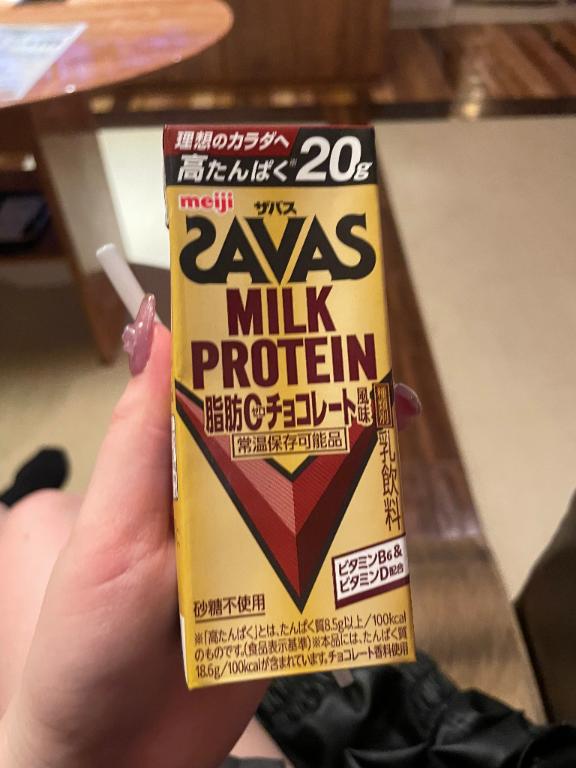 理想のカラダへ
高たんぱく※20g
meiji
ザバス
SAVAS
MILK
PROTEIN
脂肪0ゼロチョコレート風味
種類別
乳飲料
常温保存可能品
ビタミンB6&
ビタミンD配合
砂糖不使用
※「高たんぱく」とは、たんぱく質8.5g以上/100kcal
のものです。(食品表示基準)※本品には、たんぱく質
18.6g/100kcalが含まれています。チョコレート香料使用